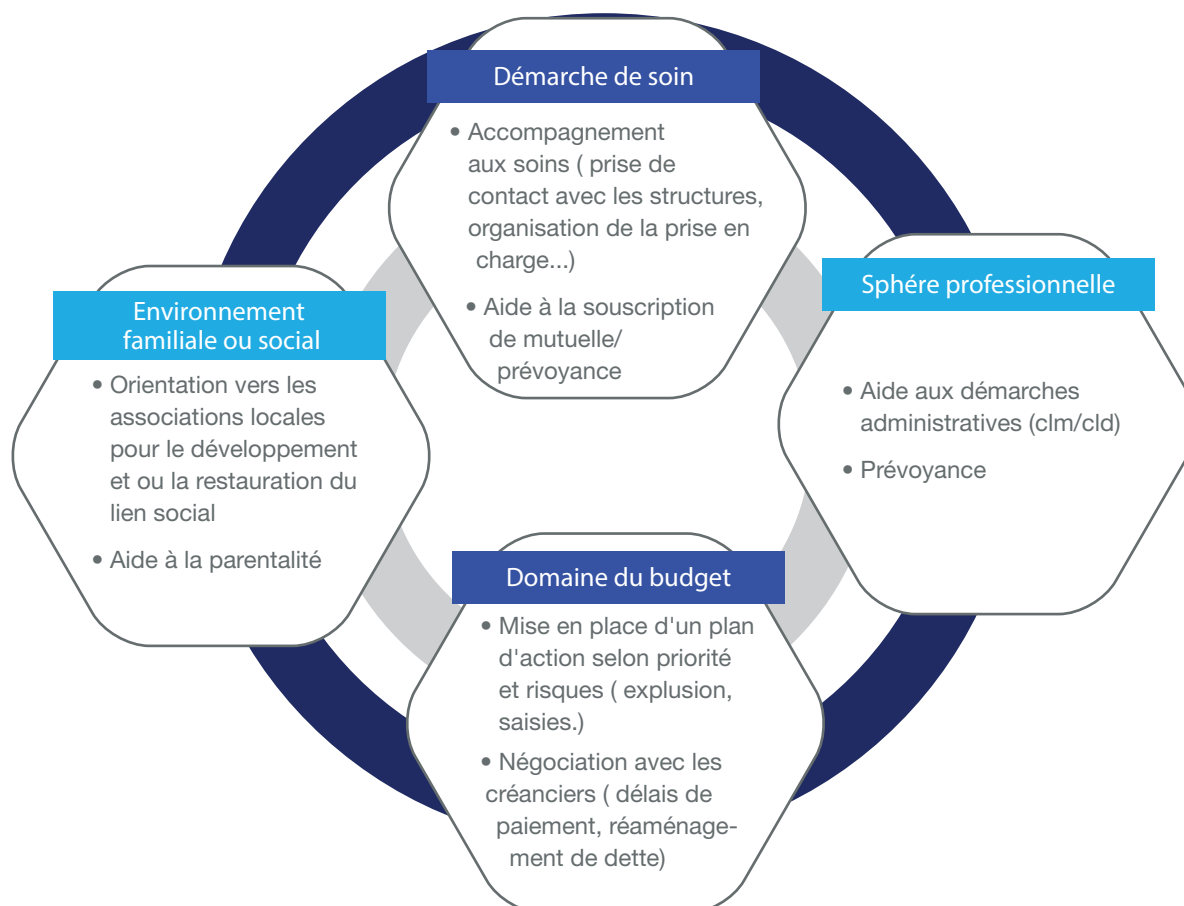 Démarche de soin
• Accompagnement
aux soins ( prise de
contact avec les structures,
organisation de la prise en
charge...)
• Aide à la souscription
de mutuelle/
prévoyance
Environnement
familiale ou social
• Orientation vers les
associations locales
pour le développement
et ou la restauration du
lien social
• Aide à la parentalité
Sphére professionnelle
• Aide aux démarches
administratives (clm/cld)
• Prévoyance
Domaine du budget
• Mise en place d'un plan
d'action selon priorité
et risques ( explusion,
saisies.)
• Négociation avec les
créanciers ( délais de
paiement, réaménage-
ment de dette)